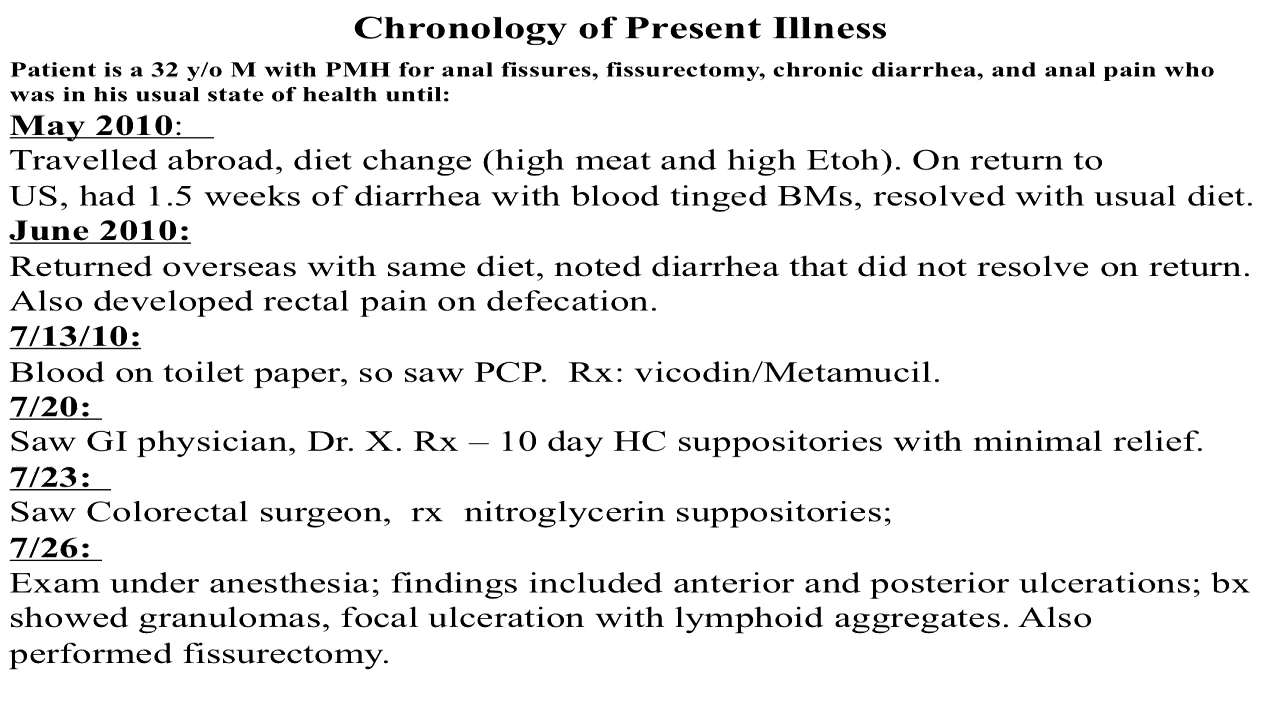 Chronology of Present Illness
Patient is a 32 y/o M with PMH for anal fissures, fissurectomy, chronic diarrhea, and anal pain who
was in his usual state of health until:
May 2010:
Travelled abroad, diet change (high meat and high Etoh). On return to
US, had 1.5 weeks of diarrhea with blood tinged BMs, resolved with usual diet.
June 2010:
Returned overseas with same diet, noted diarrhea that did not resolve on return.
Also developed rectal pain on defecation.
7/13/10:
Blood on toilet paper, so saw PCP.  Rx: vicodin/Metamucil.
7/20:
Saw GI physician, Dr. X. Rx – 10 day HC suppositories with minimal relief.
7/23:
Saw Colorectal surgeon,  rx  nitroglycerin suppositories;
7/26:
Exam under anesthesia; findings included anterior and posterior ulcerations; bx
showed granulomas, focal ulceration with lymphoid aggregates. Also
performed fissurectomy.